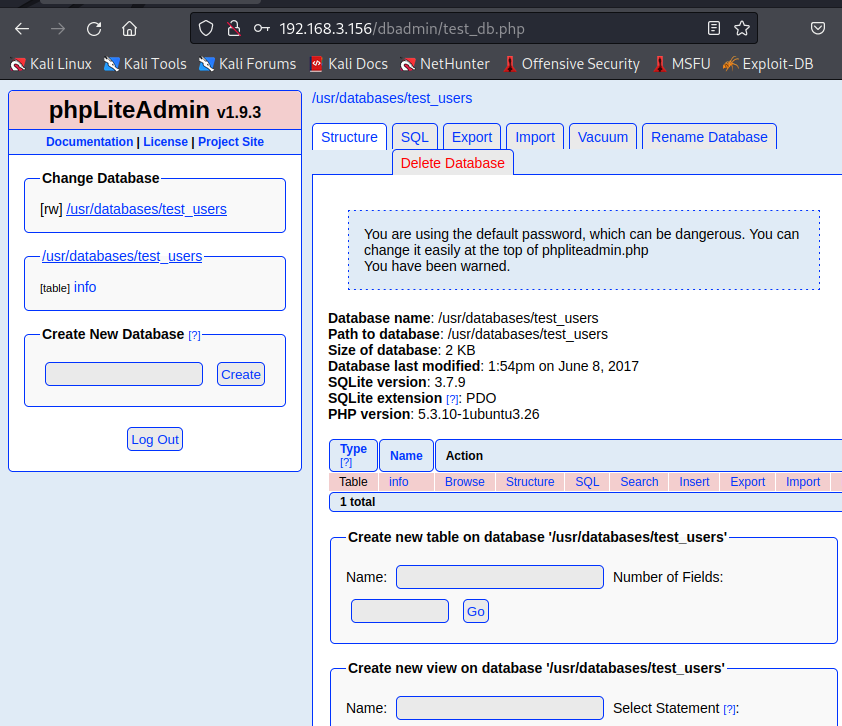 192.168.3.156/dbadmin/test_db.php
Kali Linux Kali Tools Kali Forums Kali Docs NetHunter Offensive Security MSFU Exploit-DB
phpLiteAdmin v1.9.3
Documentation | License | Project Site
Change Database
[rw] /usr/databases/test_users
/usr/databases/test_users
[table] info
Create New Database [?]
Create
Log Out
/usr/databases/test_users
Structure SQL Export Import Vacuum Rename Database
Delete Database
You are using the default password, which can be dangerous. You can
change it easily at the top of phpliteadmin.php
You have been warned.
Database name: /usr/databases/test_users
Path to database: /usr/databases/test_users
Size of database: 2 KB
Database last modified: 1:54pm on June 8, 2017
SQLite version: 3.7.9
SQLite extension [?]: PDO
PHP version: 5.3.10-1ubuntu3.26
Type [?] Name Action
Table info Browse Structure SQL Search Insert Export Import
1 total
Create new table on database '/usr/databases/test_users'
Name: Number of Fields:
Go
Create new view on database '/usr/databases/test_users'
Name: Select Statement [?]: